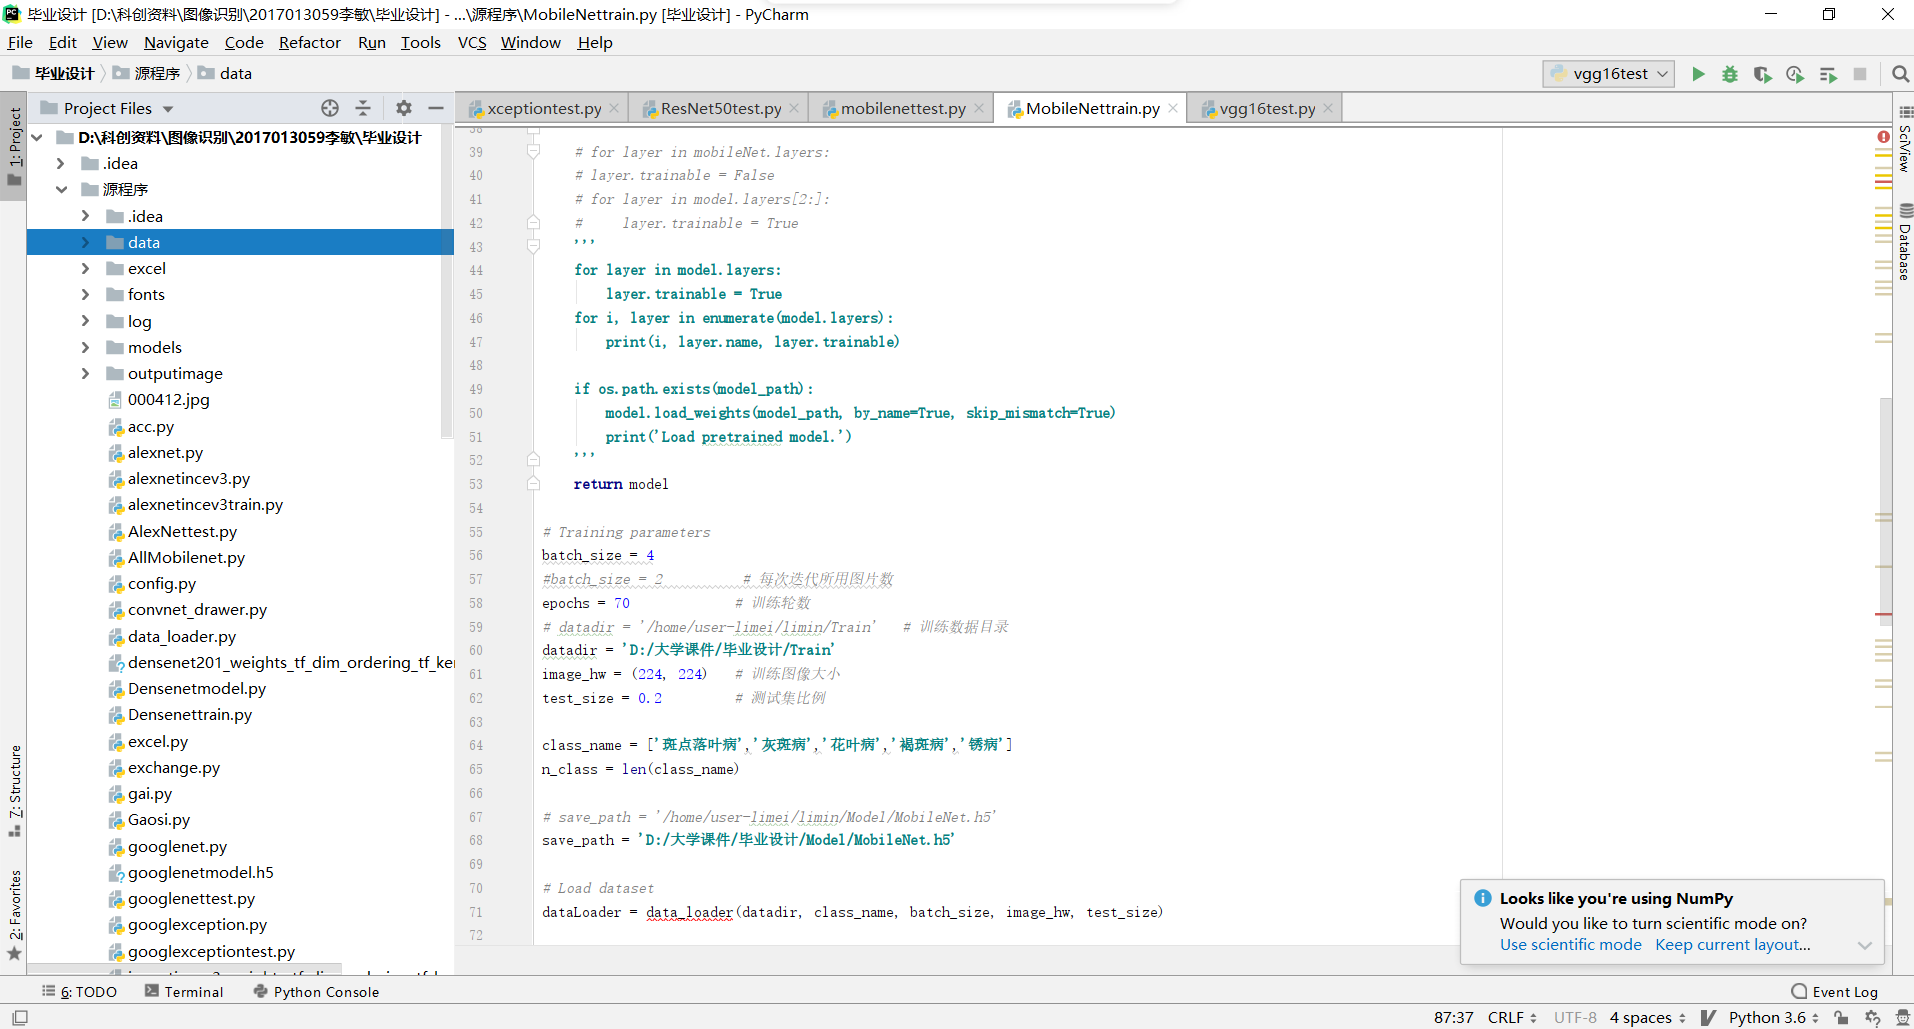 毕业设计 [D:\科创资料\图像识别\2017013059李敏\毕业设计] - ...\源程序\MobileNettrain.py [毕业设计] - PyCharm
File Edit View Navigate Code Refactor Run Tools VCS Window Help
毕业设计 源程序 data
vgg16test
1: Project
Project Files
xceptiontest.py ResNet50test.py mobilenettest.py MobileNettrain.py vgg16test.py
D:\科创资料\图像识别\2017013059李敏\毕业设计
.idea
源程序
.idea
data
excel
fonts
log
models
outputimage
000412.jpg
acc.py
alexnet.py
alexnetincev3.py
alexnetincev3train.py
AlexNettest.py
AllMobilenet.py
config.py
convnet_drawer.py
data_loader.py
densenet201_weights_tf_dim_ordering_tf_ker
Densenetmodel.py
Densenettrain.py
excel.py
exchange.py
gai.py
Gaosi.py
googlenet.py
googlenetmodel.h5
googlenettest.py
googlexception.py
googlexceptiontest.py
7: Structure
2: Favorites
38
39 # for layer in mobileNet.layers:
40 # layer.trainable = False
41 # for layer in model.layers[2:]:
42 #     layer.trainable = True
43 '''
44 for layer in model.layers:
45     layer.trainable = True
46 for i, layer in enumerate(model.layers):
47     print(i, layer.name, layer.trainable)
48
49 if os.path.exists(model_path):
50     model.load_weights(model_path, by_name=True, skip_mismatch=True)
51     print('Load pretrained model.')
52 '''
53 return model
54
55 # Training parameters
56 batch_size = 4
57 #batch_size = 2          # 每次迭代所用图片数
58 epochs = 70             # 训练轮数
59 # datadir = '/home/user-limei/limin/Train'   # 训练数据目录
60 datadir = 'D:/大学课件/毕业设计/Train'
61 image_hw = (224, 224)   # 训练图像大小
62 test_size = 0.2         # 测试集比例
63
64 class_name = ['斑点落叶病','灰斑病','花叶病','褐斑病','锈病']
65 n_class = len(class_name)
66
67 # save_path = '/home/user-limei/limin/Model/MobileNet.h5'
68 save_path = 'D:/大学课件/毕业设计/Model/MobileNet.h5'
69
70 # Load dataset
71 dataLoader = data_loader(datadir, class_name, batch_size, image_hw, test_size)
72
SciView
Database
Looks like you're using NumPy
Would you like to turn scientific mode on?
Use scientific mode Keep current layout...
6: TODO Terminal Python Console Event Log
87:37 CRLF UTF-8 4 spaces Python 3.6